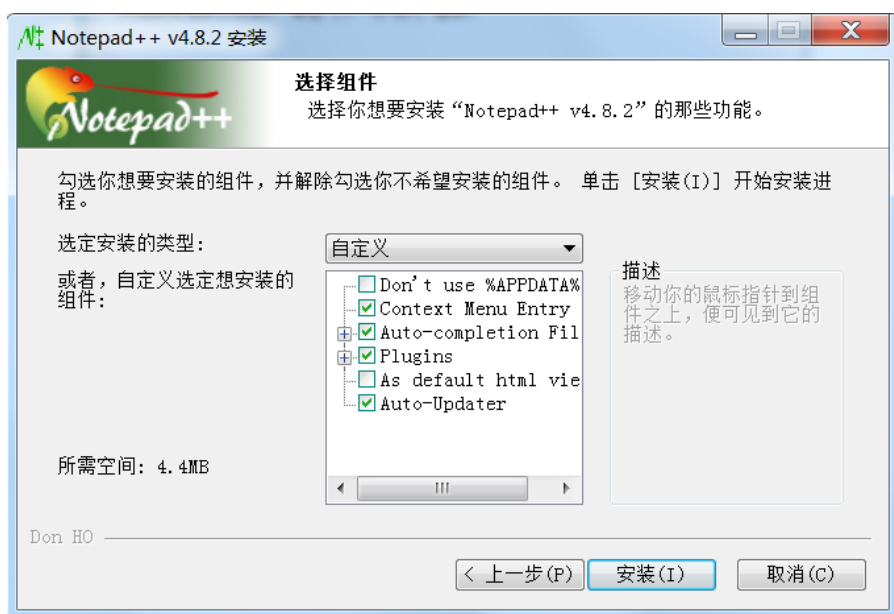 Notepad++ v4.8.2 安装
Notepad++
选择组件
选择你想要安装“Notepad++ v4.8.2”的那些功能。
勾选你想要安装的组件，并解除勾选你不希望安装的组件。 单击 [安装(I)] 开始安装进
程。
选定安装的类型:
自定义
或者，自定义选定想安装的
组件:
Don't use %APPDATA%
Context Menu Entry
Auto-completion Fil
Plugins
As default html vie
Auto-Updater
描述
移动你的鼠标指针到组
件之上，便可见到它的
描述。
所需空间: 4.4MB
Don HO
< 上一步(P)
安装(I)
取消(C)